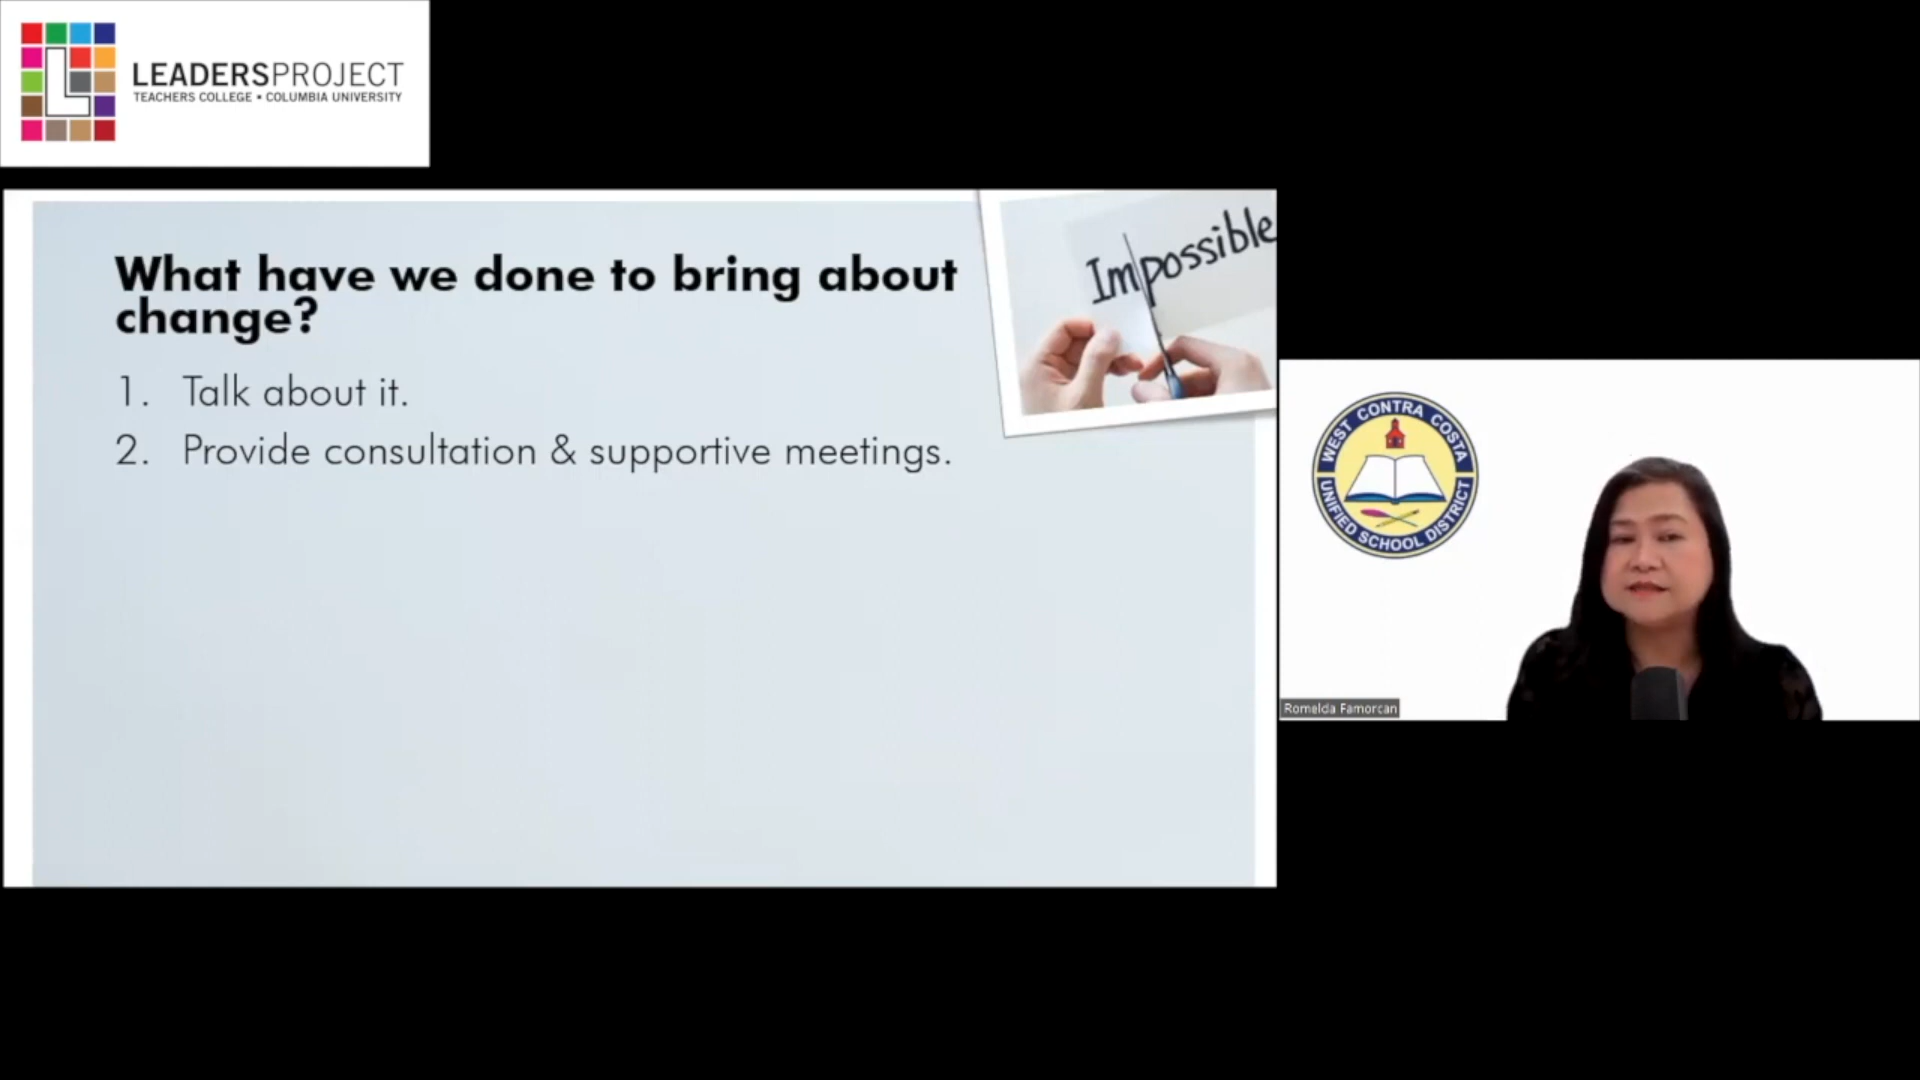 LEADERSPROJECT
TEACHERS COLLEGE • COLUMBIA UNIVERSITY
What have we done to bring about
change?
1. Talk about it.
2. Provide consultation & supportive meetings.
Impossible
WEST CONTRA COSTA
UNIFIED SCHOOL DISTRICT
Romelda Famorcan